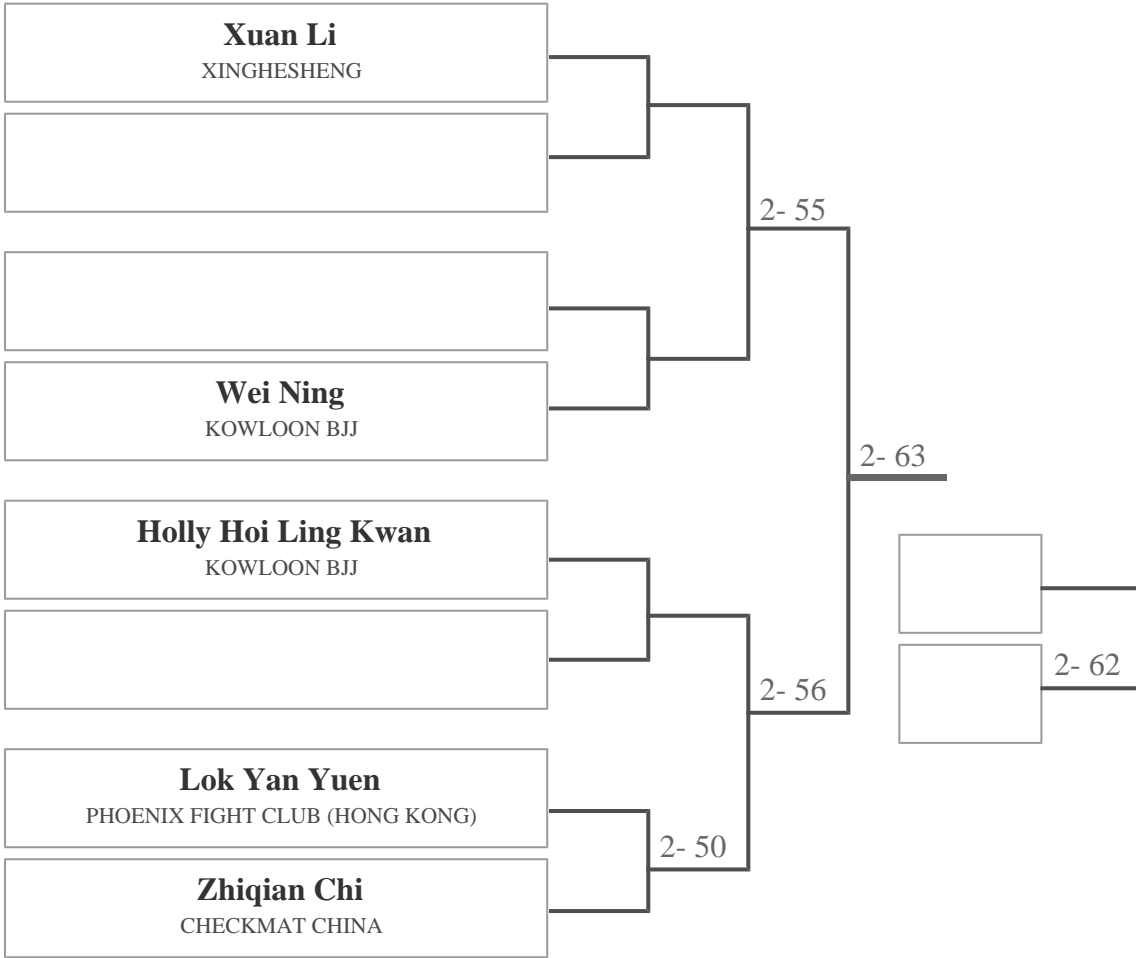 Xuan Li
XINGHESHENG
2- 55
Wei Ning
KOWLOON BJJ
2- 63
Holly Hoi Ling Kwan
KOWLOON BJJ
2- 62
2- 56
Lok Yan Yuen
PHOENIX FIGHT CLUB (HONG KONG)
2- 50
Zhiqian Chi
CHECKMAT CHINA